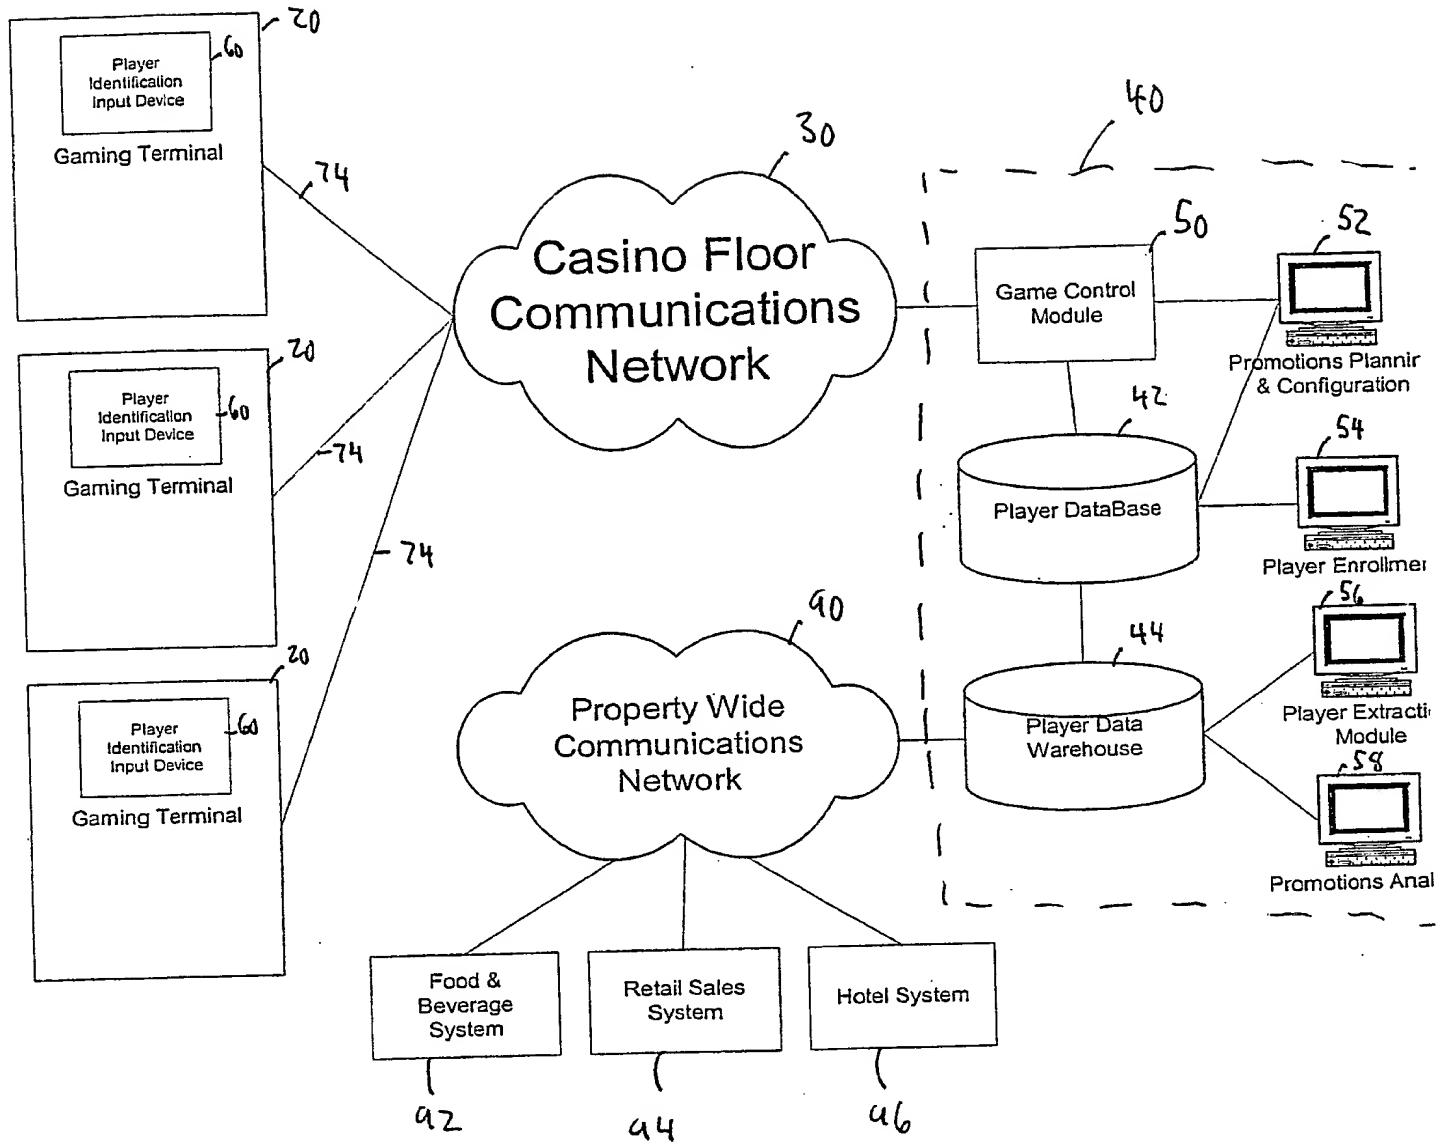 20
60
Player
Identification
Input Device
Gaming Terminal
74
20
60
Player
Identification
Input Device
Gaming Terminal
74
20
60
Player
Identification
Input Device
Gaming Terminal
74
30
Casino Floor
Communications
Network
40
50
Game Control
Module
52
Promotions Plannin
& Configuration
42
Player DataBase
54
Player Enrollmen
90
Property Wide
Communications
Network
44
Player Data
Warehouse
56
Player Extracti
Module
58
Promotions Anal
Food &
Beverage
System
92
Retail Sales
System
94
Hotel System
96